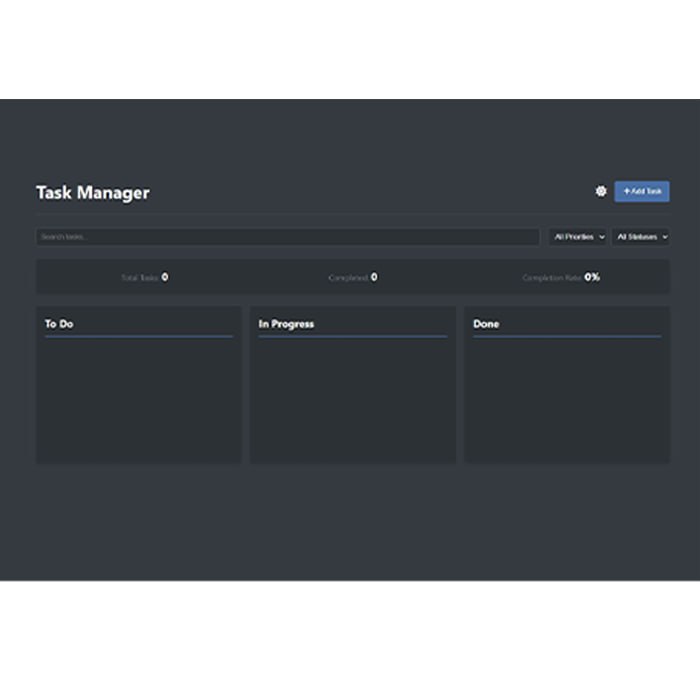 Task Manager
+ Add Task
Search tasks...
All Priorities
All Statuses
Total Tasks: 0
Completed: 0
Completion Rate: 0%
To Do
In Progress
Done